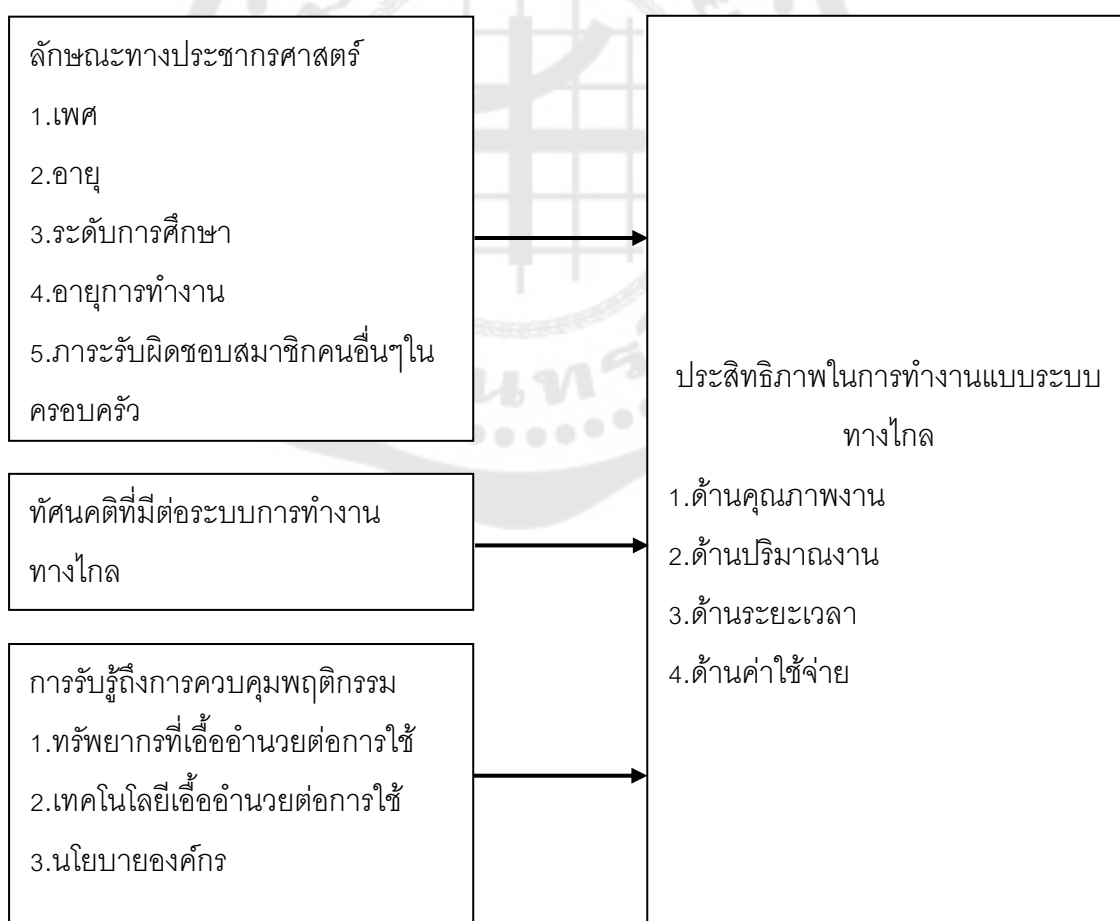 ลักษณะทางประชากรศาสตร์
1.เพศ
2.อายุ
3.ระดับการศึกษา
4.อายุการทำงาน
5.ภาระรับผิดชอบสมาชิกคนอื่นๆใน
ครอบครัว
ทัศนคติที่มีต่อระบบการทำงาน
ทางไกล
การรับรู้ถึงการควบคุมพฤติกรรม
1.ทรัพยากรที่เอื้ออำนวยต่อการใช้
2.เทคโนโลยีเอื้ออำนวยต่อการใช้
3.นโยบายองค์กร
ประสิทธิภาพในการทำงานแบบระบบ
ทางไกล
1.ด้านคุณภาพงาน
2.ด้านปริมาณงาน
3.ด้านระยะเวลา
4.ด้านค่าใช้จ่าย